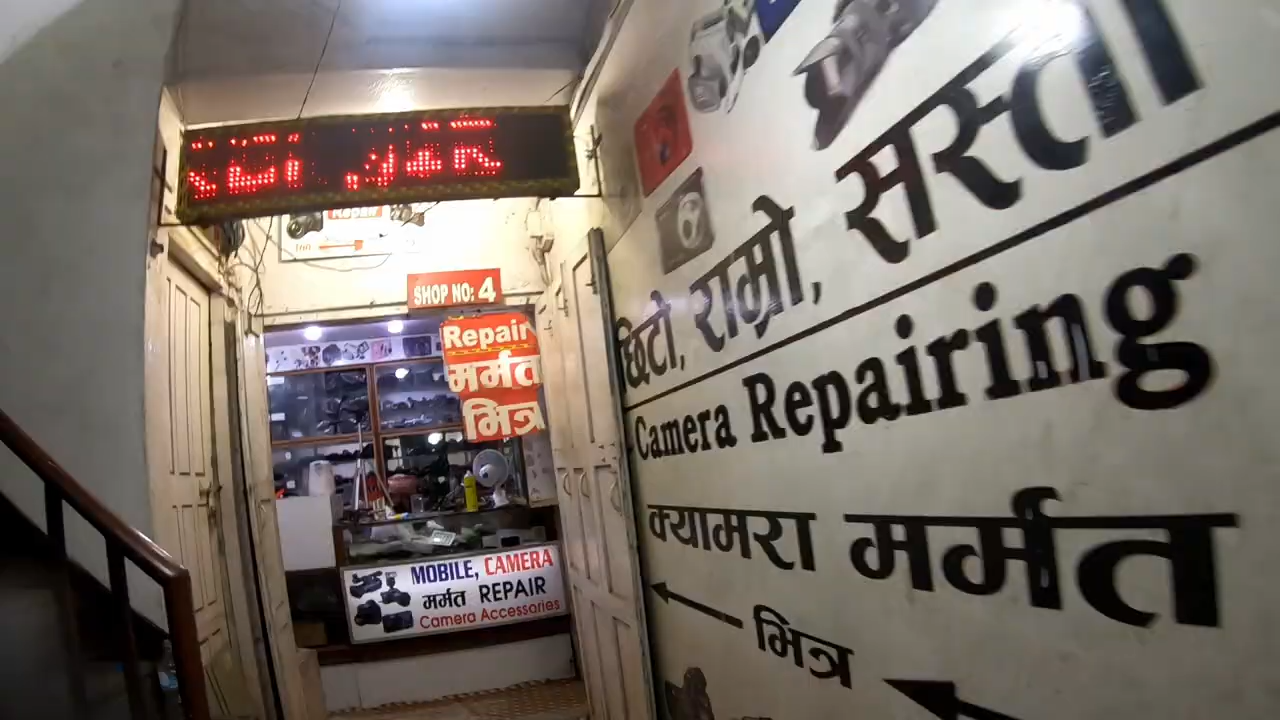 Repair
SHOP NO: 4
Repair
मर्मत
भित्र
MOBILE, CAMERA
मर्मत REPAIR
Camera Accessories
छिटो, राम्रो, सस्तो
Camera Repairing
क्यामरा मर्मत
भित्र